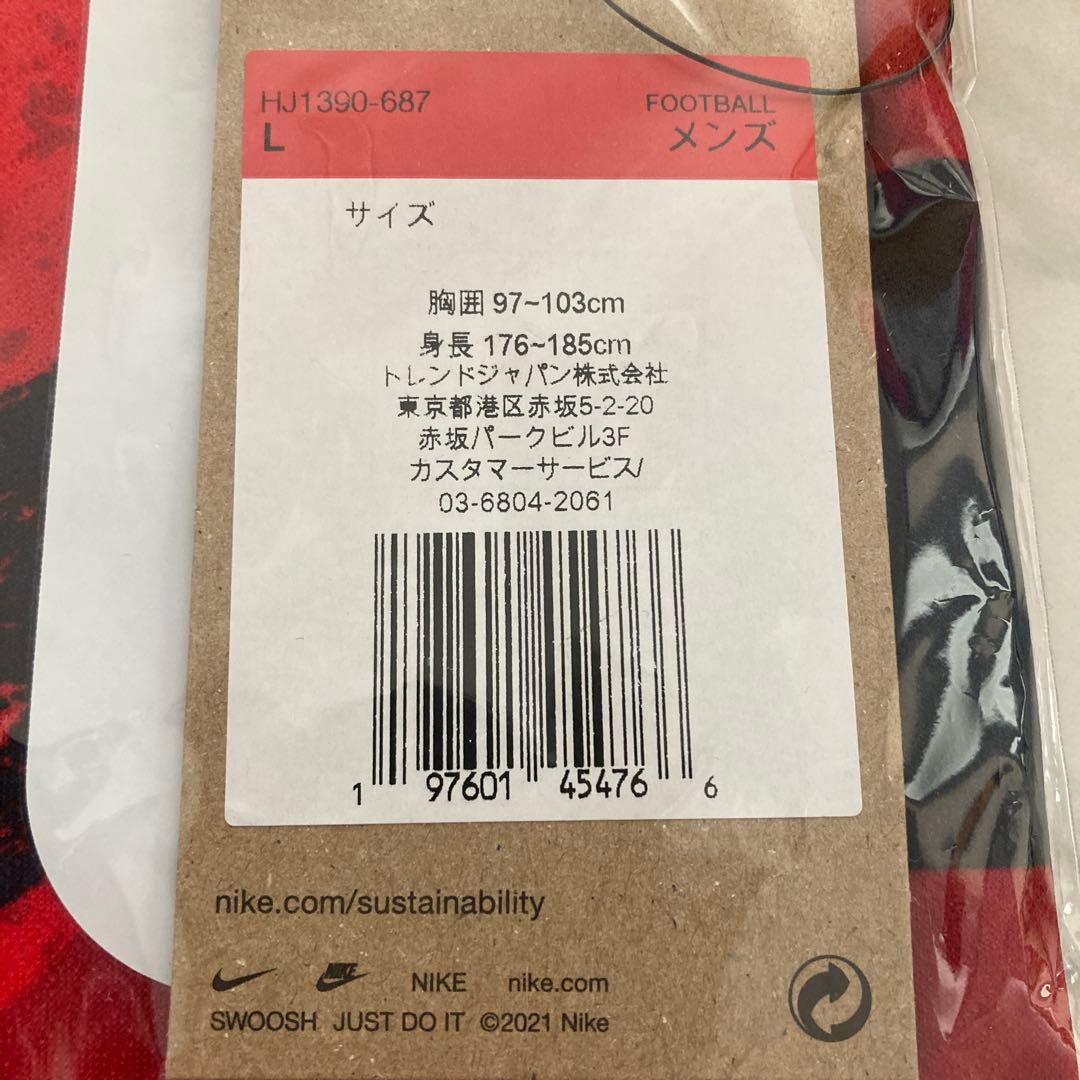 HJ1390-687 FOOTBALL
L メンズ
サイズ
胸囲 97~103cm
身長 176~185cm
トレンドジャパン株式会社
東京都港区赤坂5-2-20
赤坂パークビル3F
カスタマーサービス/
03-6804-2061
1 97601 45476 6
nike.com/sustainability
NIKE NIKE nike.com
SWOOSH JUST DO IT ©2021 Nike